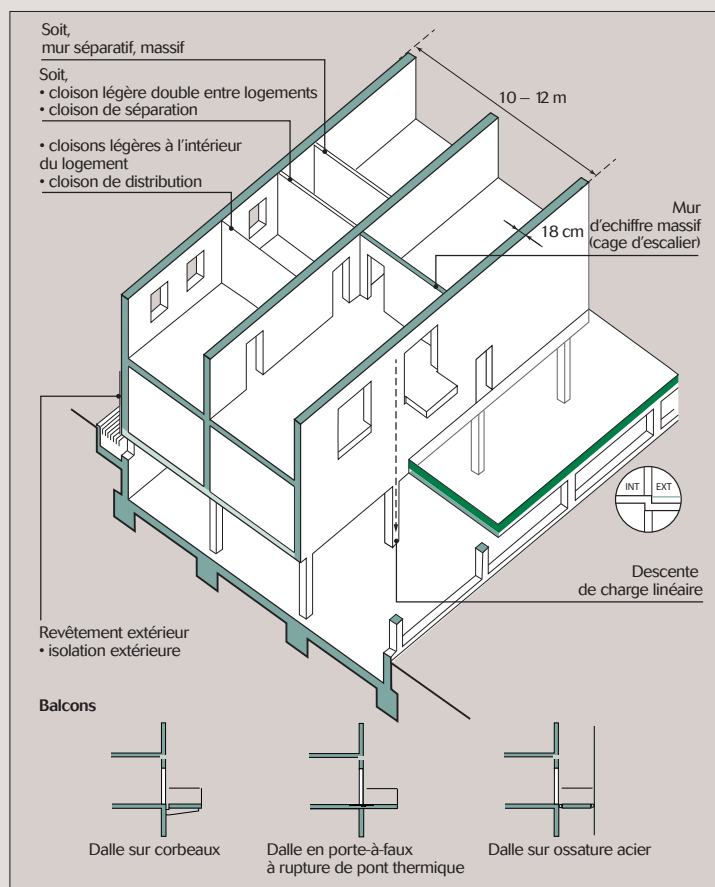 Soit,
mur séparatif, massif
Soit,
• cloison légère double entre logements
• cloison de séparation
• cloisons légères à l'intérieur
du logement
• cloison de distribution
10 – 12 m
18 cm
Mur
d'echiffre massif
(cage d'escalier)
INT
EXT
Descente
de charge linéaire
Revêtement extérieur
• isolation extérieure
Balcons
Dalle sur corbeaux
Dalle en porte-à-faux
à rupture de pont thermique
Dalle sur ossature acier